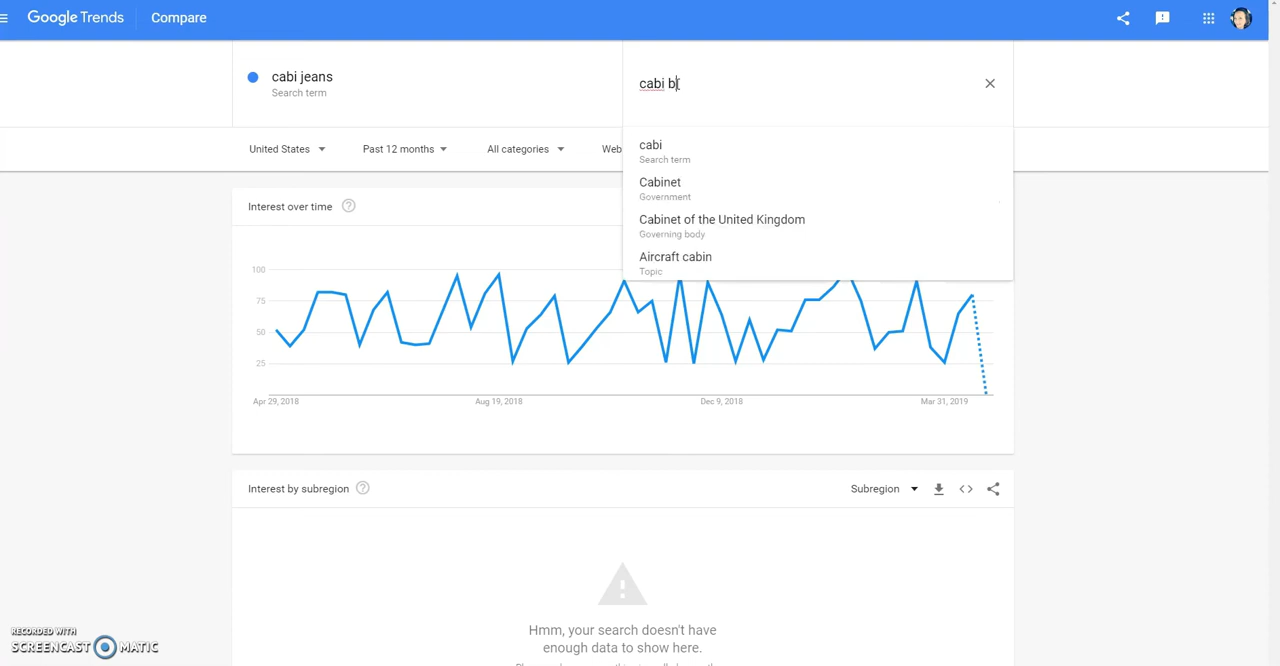 Google Trends
Compare
cabi jeans
Search term
cabi b
cabi
Search term
Cabinet
Government
Cabinet of the United Kingdom
Governing body
Aircraft cabin
Topic
United States
Past 12 months
All categories
Web
Interest over time
100
75
50
25
Apr 29, 2018
Aug 19, 2018
Dec 9, 2018
Mar 31, 2019
Interest by subregion
Subregion
Hmm, your search doesn't have
enough data to show here.
RECORDED WITH
SCREENCAST MATIC